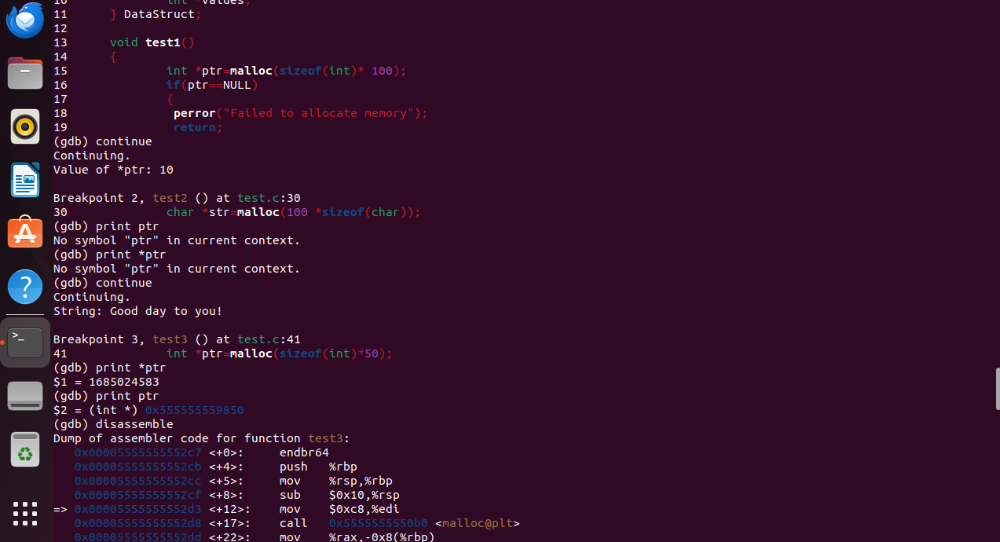 10 int *values;
11 } DataStruct;
12
13 void test1()
14 {
15 int *ptr=malloc(sizeof(int)* 100);
16 if(ptr==NULL)
17 {
18 perror("Failed to allocate memory");
19 return;
(gdb) continue
Continuing.
Value of *ptr: 10
Breakpoint 2, test2 () at test.c:30
30 char *str=malloc(100 *sizeof(char));
(gdb) print ptr
No symbol "ptr" in current context.
(gdb) print *ptr
No symbol "ptr" in current context.
(gdb) continue
Continuing.
String: Good day to you!
Breakpoint 3, test3 () at test.c:41
41 int *ptr=malloc(sizeof(int)*50);
(gdb) print *ptr
$1 = 1685024583
(gdb) print ptr
$2 = (int *) 0x555555559850
(gdb) disassemble
Dump of assembler code for function test3:
0x00005555555552c7 <+0>: endbr64
0x00005555555552cb <+4>: push %rbp
0x00005555555552cc <+5>: mov %rsp,%rbp
0x00005555555552cf <+8>: sub $0x10,%rsp
=> 0x00005555555552d3 <+12>: mov $0xc8,%edi
0x00005555555552d8 <+17>: call 0x5555555550b0 <malloc@plt>
0x00005555555552dd <+22>: mov %rax,-0x8(%rbp)